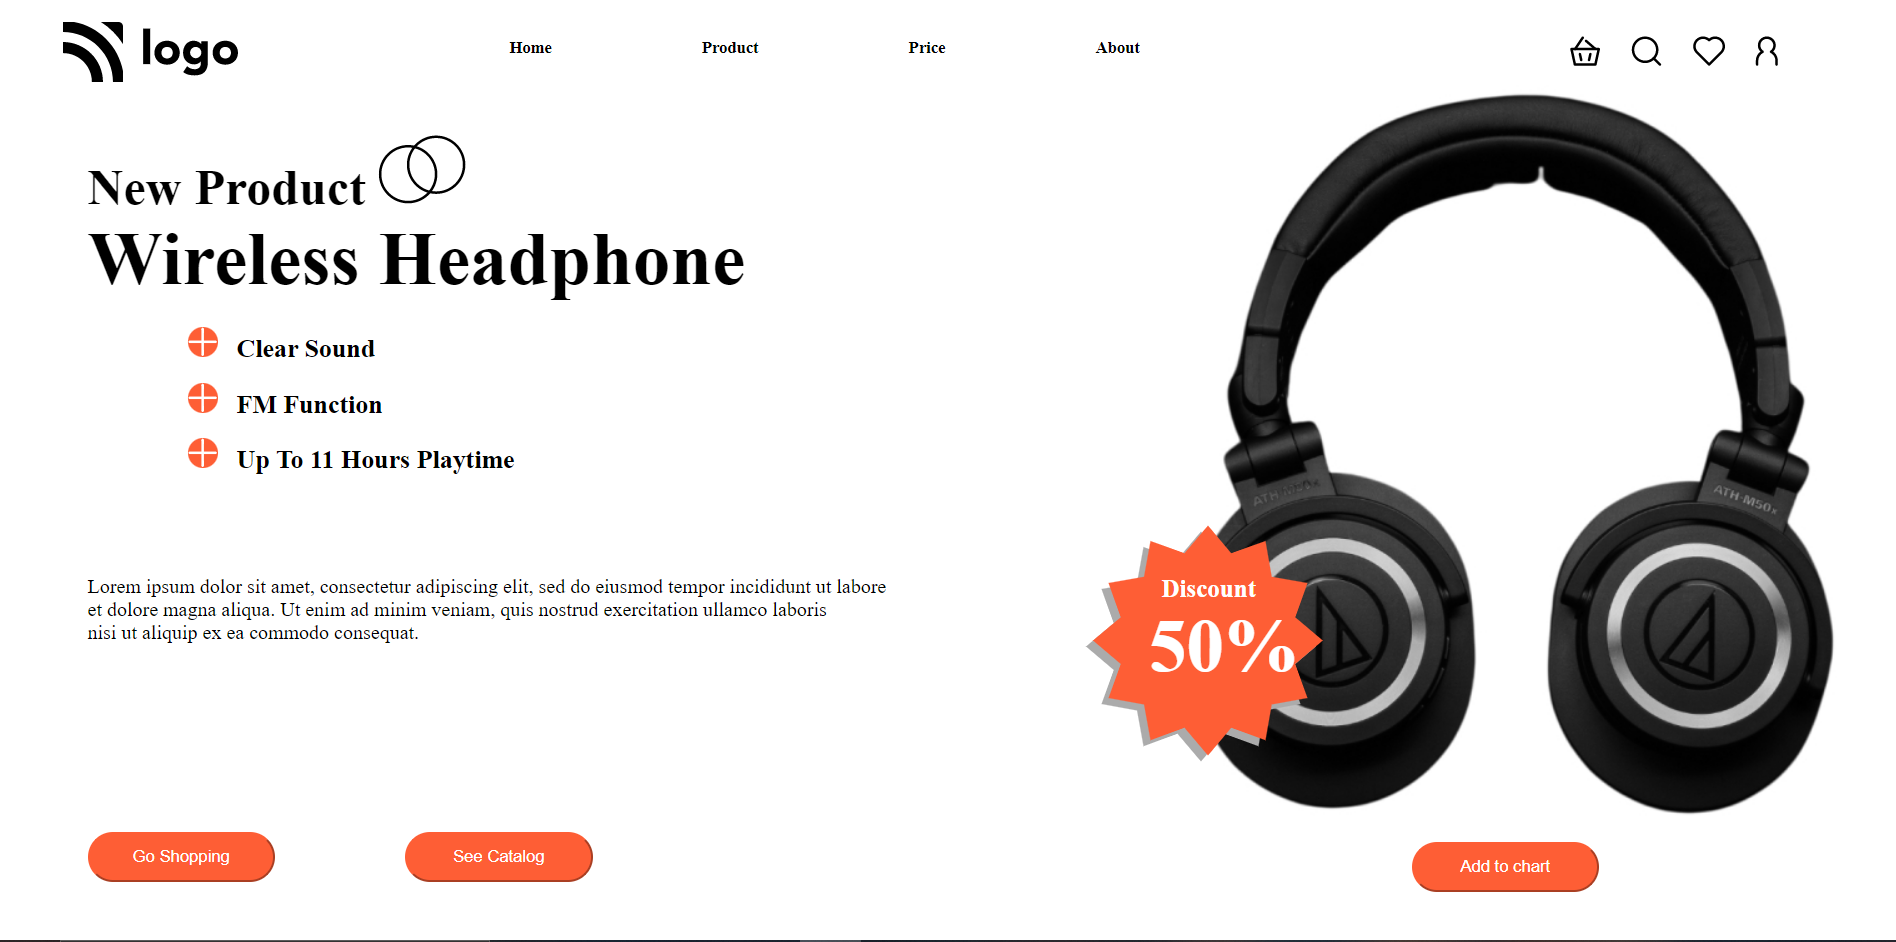 logo
Home
Product
Price
About
New Product
Wireless Headphone
Clear Sound
FM Function
Up To 11 Hours Playtime
Lorem ipsum dolor sit amet, consectetur adipiscing elit, sed do eiusmod tempor incididunt ut labore
et dolore magna aliqua. Ut enim ad minim veniam, quis nostrud exercitation ullamco laboris
nisi ut aliquip ex ea commodo consequat.
Go Shopping
See Catalog
ATH-M50x
ATH-M50x
Discount
50%
Add to chart